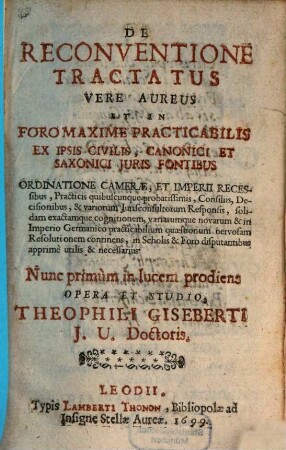 DE
RECONVENTIONE
TRACTATUS
VERE AUREUS
ET IN
FORO MAXIME PRACTICABILIS
EX IPSIS CIVILIS, CANONICI ET
SAXONICI JURIS FONTIBUS
ORDINATIONE CAMERÆ, ET IMPERII RECES-
sibus, Practicis quibuscunque probatissimis, Consiliis, De-
cisionibus, & variorum Jurisconsultorum Responsis, soli-
dam exactamque cognitionem, variarumque novarum & in
Imperio Germanico practicabilium quæstionum nervosam
Resolutionem continens, in Scholis & Foro disputantibus
apprimè utilis & necessarius
Nunc primùm in lucem prodiens
OPERA ET STUDIO
THEOPHILI GISEBERTI
J. U. Doctoris.
LEODII.
Typis LAMBERTI THONON, Bibliopolæ ad
Insigne Stellæ Aureæ. 1699.
München